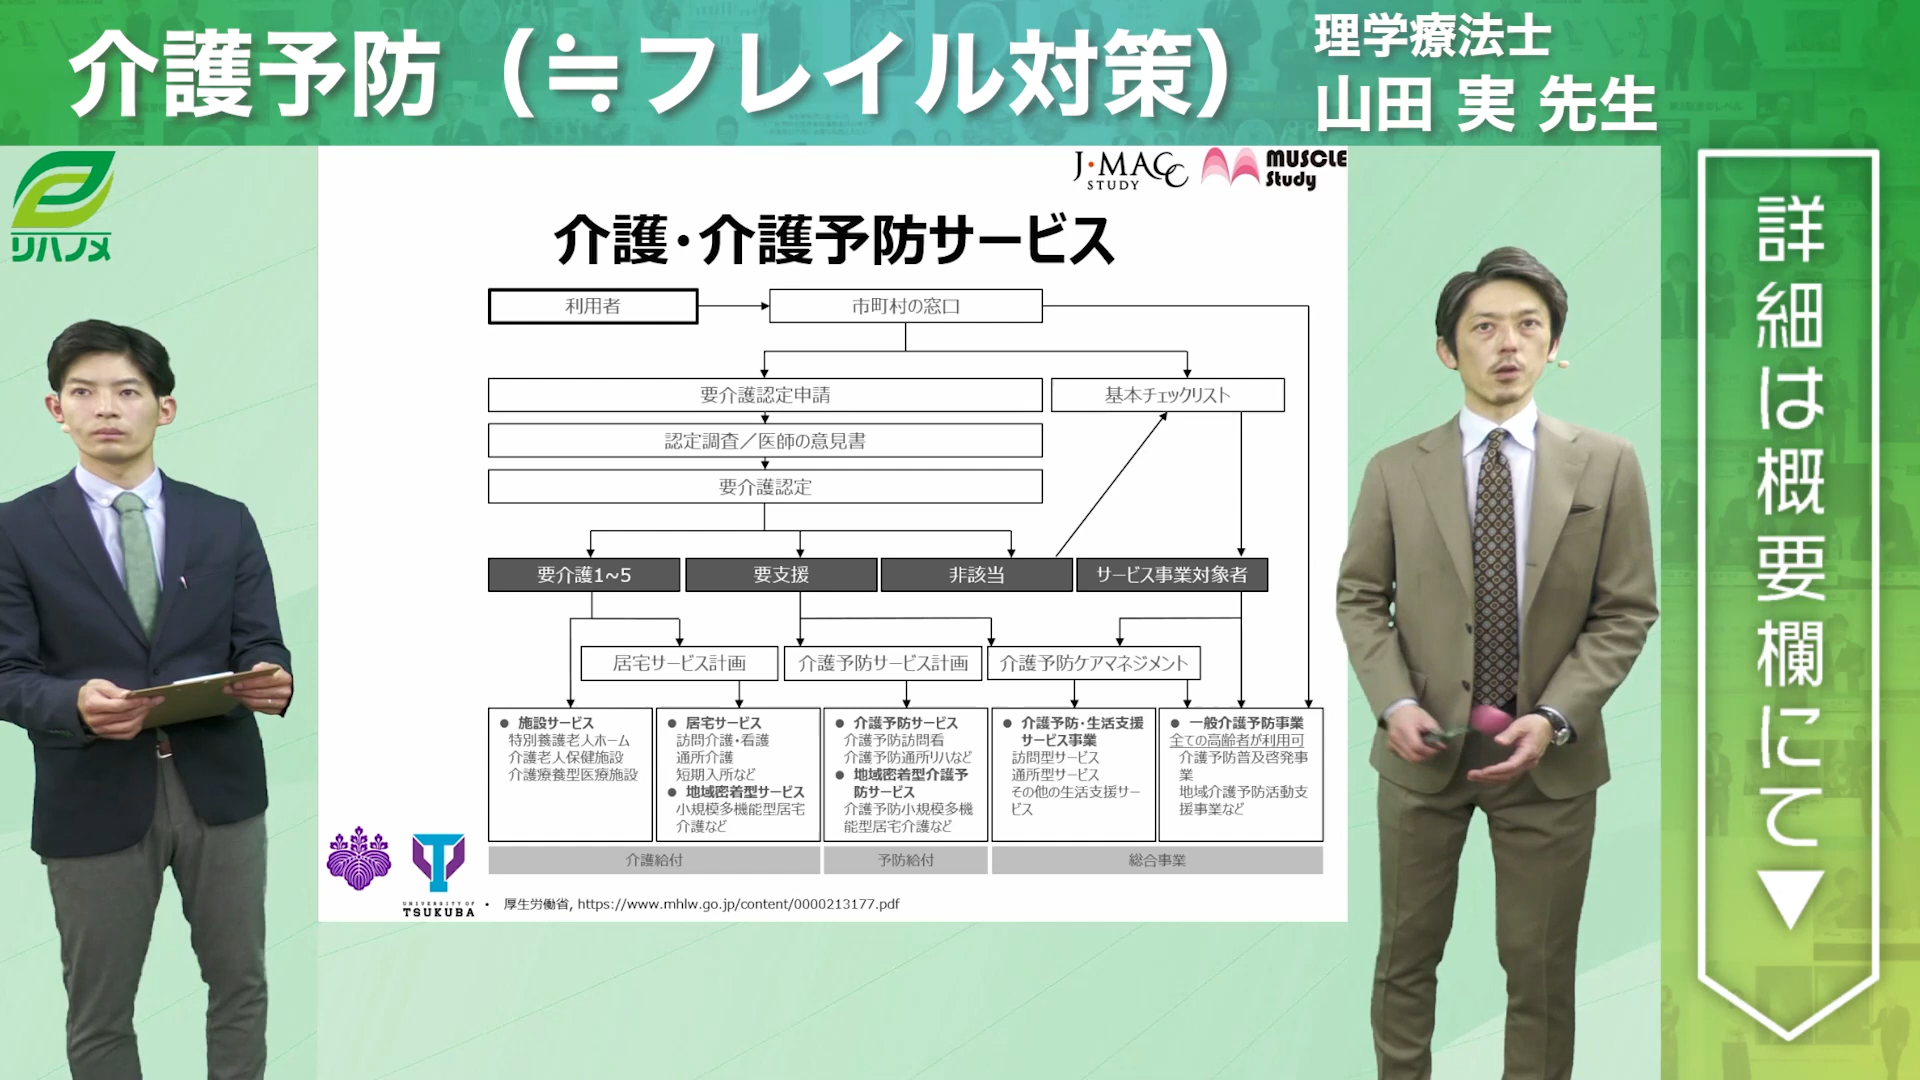 介護予防（≒フレイル対策）
理学療法士
山田 実 先生
リハノメ
J・MACC
STUDY
MUSCLE
Study
介護・介護予防サービス
利用者
市町村の窓口
要介護認定申請
基本チェックリスト
認定調査／医師の意見書
要介護認定
要介護1~5
要支援
非該当
サービス事業対象者
居宅サービス計画
介護予防サービス計画
介護予防ケアマネジメント
● 施設サービス
特別養護老人ホーム
介護老人保健施設
介護療養型医療施設
● 居宅サービス
訪問介護・看護
通所介護
短期入所など
● 地域密着型サービス
小規模多機能型居宅
介護など
● 介護予防サービス
介護予防訪問看
介護予防通所リハなど
● 地域密着型介護予
防サービス
介護予防小規模多機
能型居宅介護など
● 介護予防・生活支援
サービス事業
訪問型サービス
通所型サービス
その他の生活支援サー
ビス
● 一般介護予防事業
全ての高齢者が利用可
介護予防普及啓発事
業
地域介護予防活動支
援事業など
介護給付
予防給付
総合事業
UNIVERSITY OF
TSUKUBA
• 厚生労働省, https://www.mhlw.go.jp/content/0000213177.pdf
詳細は概要欄にて▼